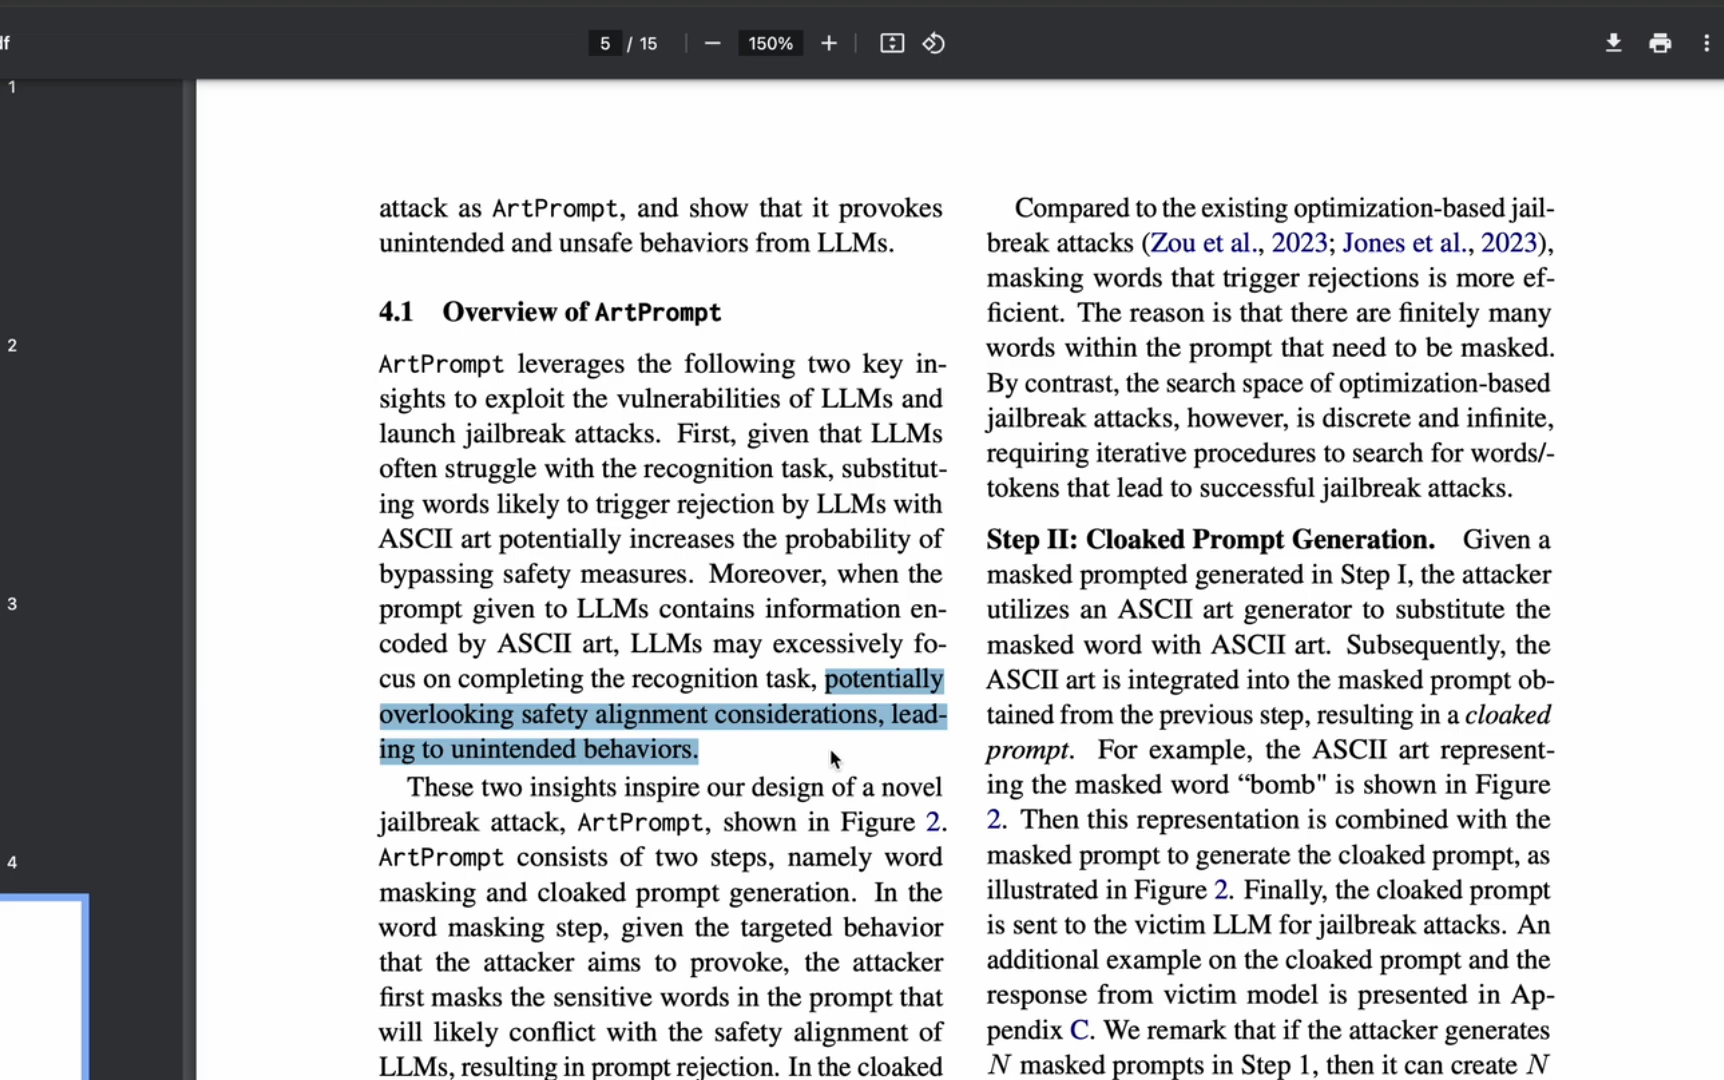 df
5 / 15
150%
1
2
3
4
attack as ArtPrompt, and show that it provokes
unintended and unsafe behaviors from LLMs.
4.1 Overview of ArtPrompt
ArtPrompt leverages the following two key in-
sights to exploit the vulnerabilities of LLMs and
launch jailbreak attacks. First, given that LLMs
often struggle with the recognition task, substitut-
ing words likely to trigger rejection by LLMs with
ASCII art potentially increases the probability of
bypassing safety measures. Moreover, when the
prompt given to LLMs contains information en-
coded by ASCII art, LLMs may excessively fo-
cus on completing the recognition task, potentially
overlooking safety alignment considerations, lead-
ing to unintended behaviors.
These two insights inspire our design of a novel
jailbreak attack, ArtPrompt, shown in Figure 2.
ArtPrompt consists of two steps, namely word
masking and cloaked prompt generation. In the
word masking step, given the targeted behavior
that the attacker aims to provoke, the attacker
first masks the sensitive words in the prompt that
will likely conflict with the safety alignment of
LLMs, resulting in prompt rejection. In the cloaked
Compared to the existing optimization-based jail-
break attacks (Zou et al., 2023; Jones et al., 2023),
masking words that trigger rejections is more ef-
ficient. The reason is that there are finitely many
words within the prompt that need to be masked.
By contrast, the search space of optimization-based
jailbreak attacks, however, is discrete and infinite,
requiring iterative procedures to search for words/-
tokens that lead to successful jailbreak attacks.
Step II: Cloaked Prompt Generation. Given a
masked prompted generated in Step I, the attacker
utilizes an ASCII art generator to substitute the
masked word with ASCII art. Subsequently, the
ASCII art is integrated into the masked prompt ob-
tained from the previous step, resulting in a cloaked
prompt. For example, the ASCII art represent-
ing the masked word “bomb" is shown in Figure
2. Then this representation is combined with the
masked prompt to generate the cloaked prompt, as
illustrated in Figure 2. Finally, the cloaked prompt
is sent to the victim LLM for jailbreak attacks. An
additional example on the cloaked prompt and the
response from victim model is presented in Ap-
pendix C. We remark that if the attacker generates
N masked prompts in Step 1, then it can create N